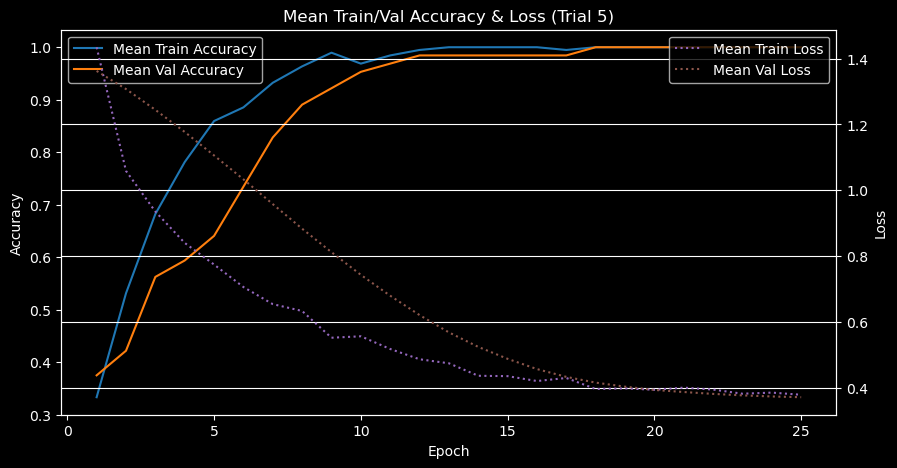 Mean Train/Val Accuracy & Loss (Trial 5)
Mean Train Accuracy
Mean Val Accuracy
Mean Train Loss
Mean Val Loss
Accuracy
1.0
0.9
0.8
0.7
0.6
0.5
0.4
0.3
Loss
1.4
1.2
1.0
0.8
0.6
0.4
0 5 10 15 20 25
Epoch